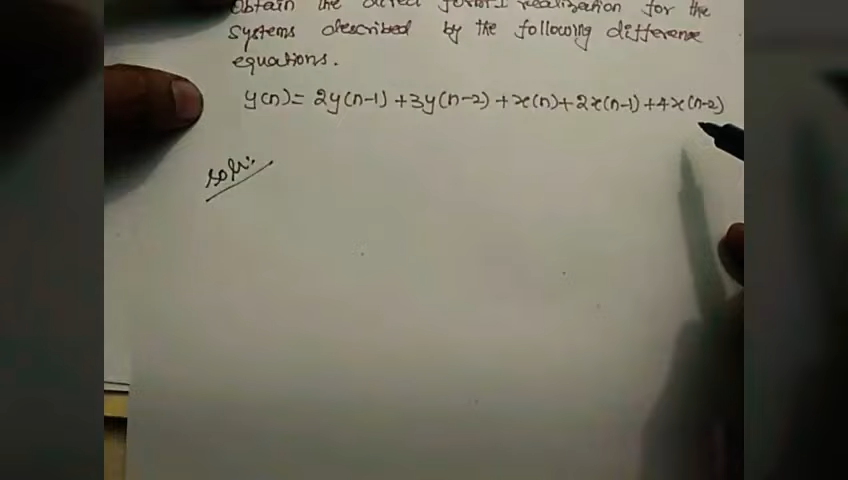 Obtain the direct form-I realization for the
systems described by the following difference
equations.
y(n)= 2y(n-1) +3y(n-2) +x(n)+2x(n-1)+4x(n-2)
soln: